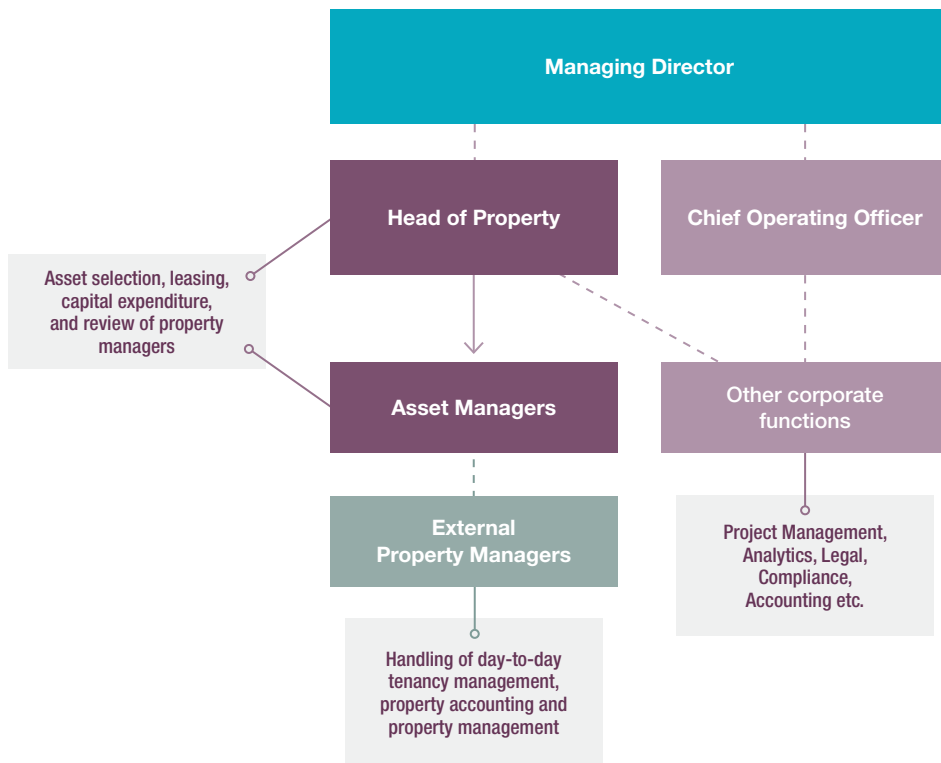 Managing Director
Head of Property
Chief Operating Officer
Asset selection, leasing,
capital expenditure,
and review of property
managers
Asset Managers
Other corporate
functions
External
Property Managers
Project Management,
Analytics, Legal,
Compliance,
Accounting etc.
Handling of day-to-day
tenancy management,
property accounting and
property management